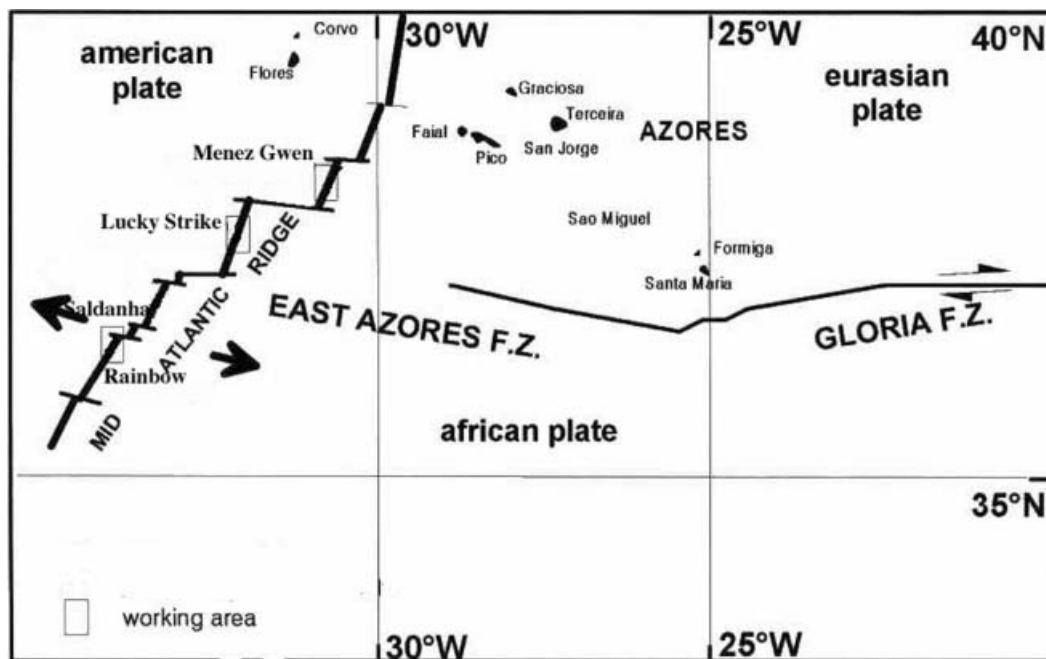 30°W
25°W
40°N
american
plate
Corvo
Flores
eurasian
plate
Graciosa
Terceira
Faial
Pico
San Jorge
AZORES
Menez Gwen
Lucky Strike
Sao Miguel
Formiga
Santa Maria
Saldanha
Rainbow
MID
ATLANTIC
RIDGE
EAST AZORES F.Z.
GLORIA F.Z.
african plate
35°N
working area
30°W
25°W